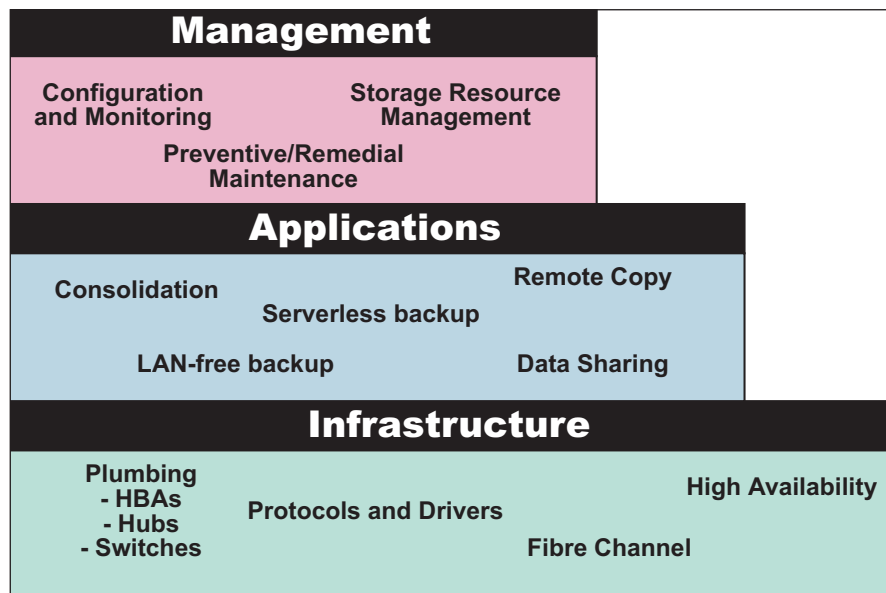 Management
Configuration
and Monitoring
Storage Resource
Management
Preventive/Remedial
Maintenance
Applications
Consolidation
Remote Copy
Serverless backup
LAN-free backup
Data Sharing
Infrastructure
Plumbing
- HBAs
- Hubs
- Switches
Protocols and Drivers
High Availability
Fibre Channel